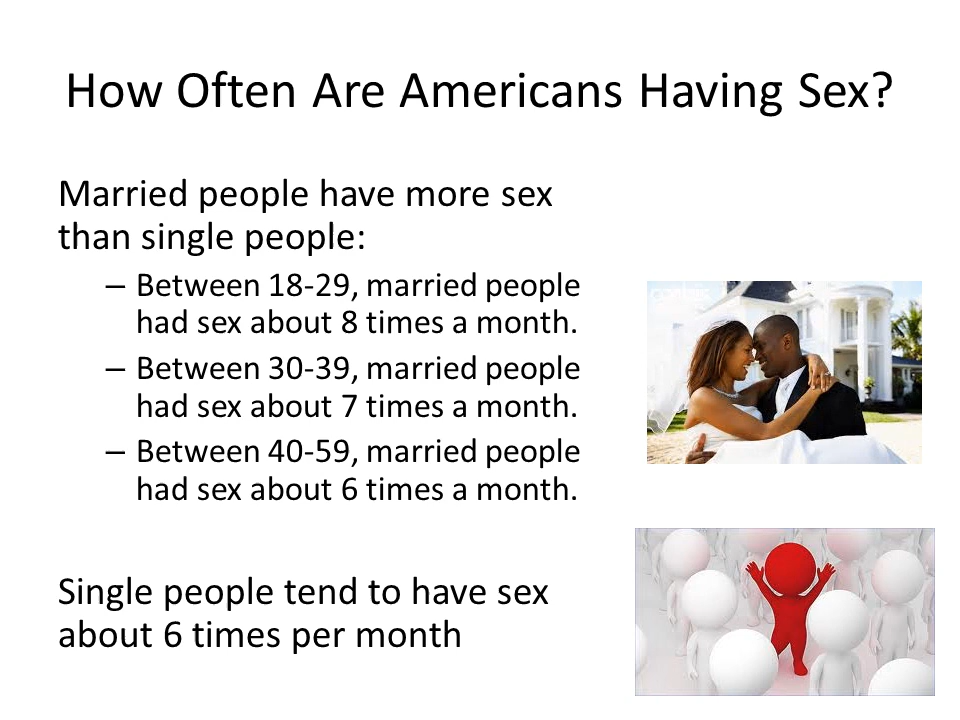 How Often Are Americans Having Sex?
Married people have more sex
than single people:
– Between 18-29, married people
had sex about 8 times a month.
– Between 30-39, married people
had sex about 7 times a month.
– Between 40-59, married people
had sex about 6 times a month.
Single people tend to have sex
about 6 times per month